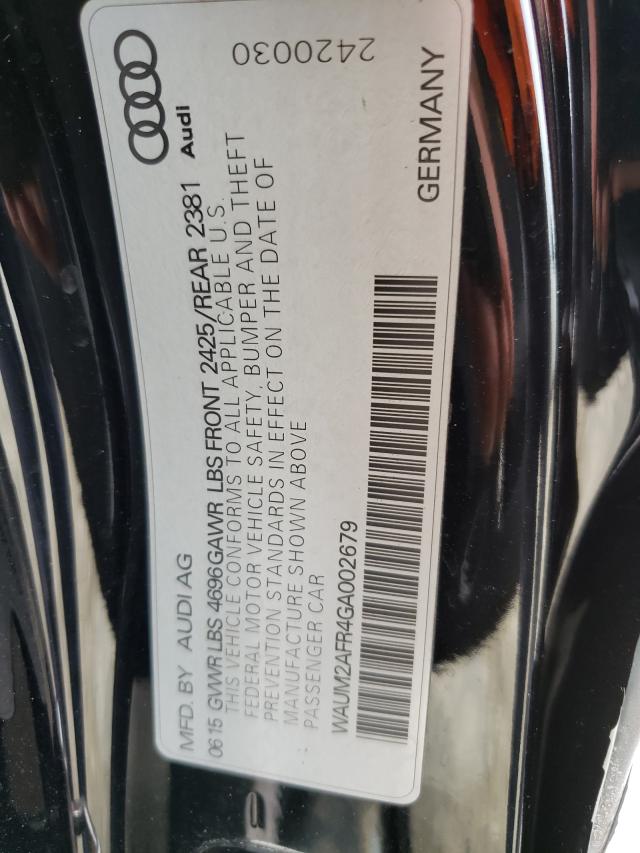 MFD. BY AUDI AG
Audi
0615 GVWR LBS 4696 GAWR LBS FRONT 2425/REAR 2381
THIS VEHICLE CONFORMS TO ALL APPLICABLE U.S.
FEDERAL MOTOR VEHICLE SAFETY, BUMPER AND THEFT
PREVENTION STANDARDS IN EFFECT ON THE DATE OF
MANUFACTURE SHOWN ABOVE
PASSENGER CAR
2420030
WAUM2AFR4GA002679
GERMANY